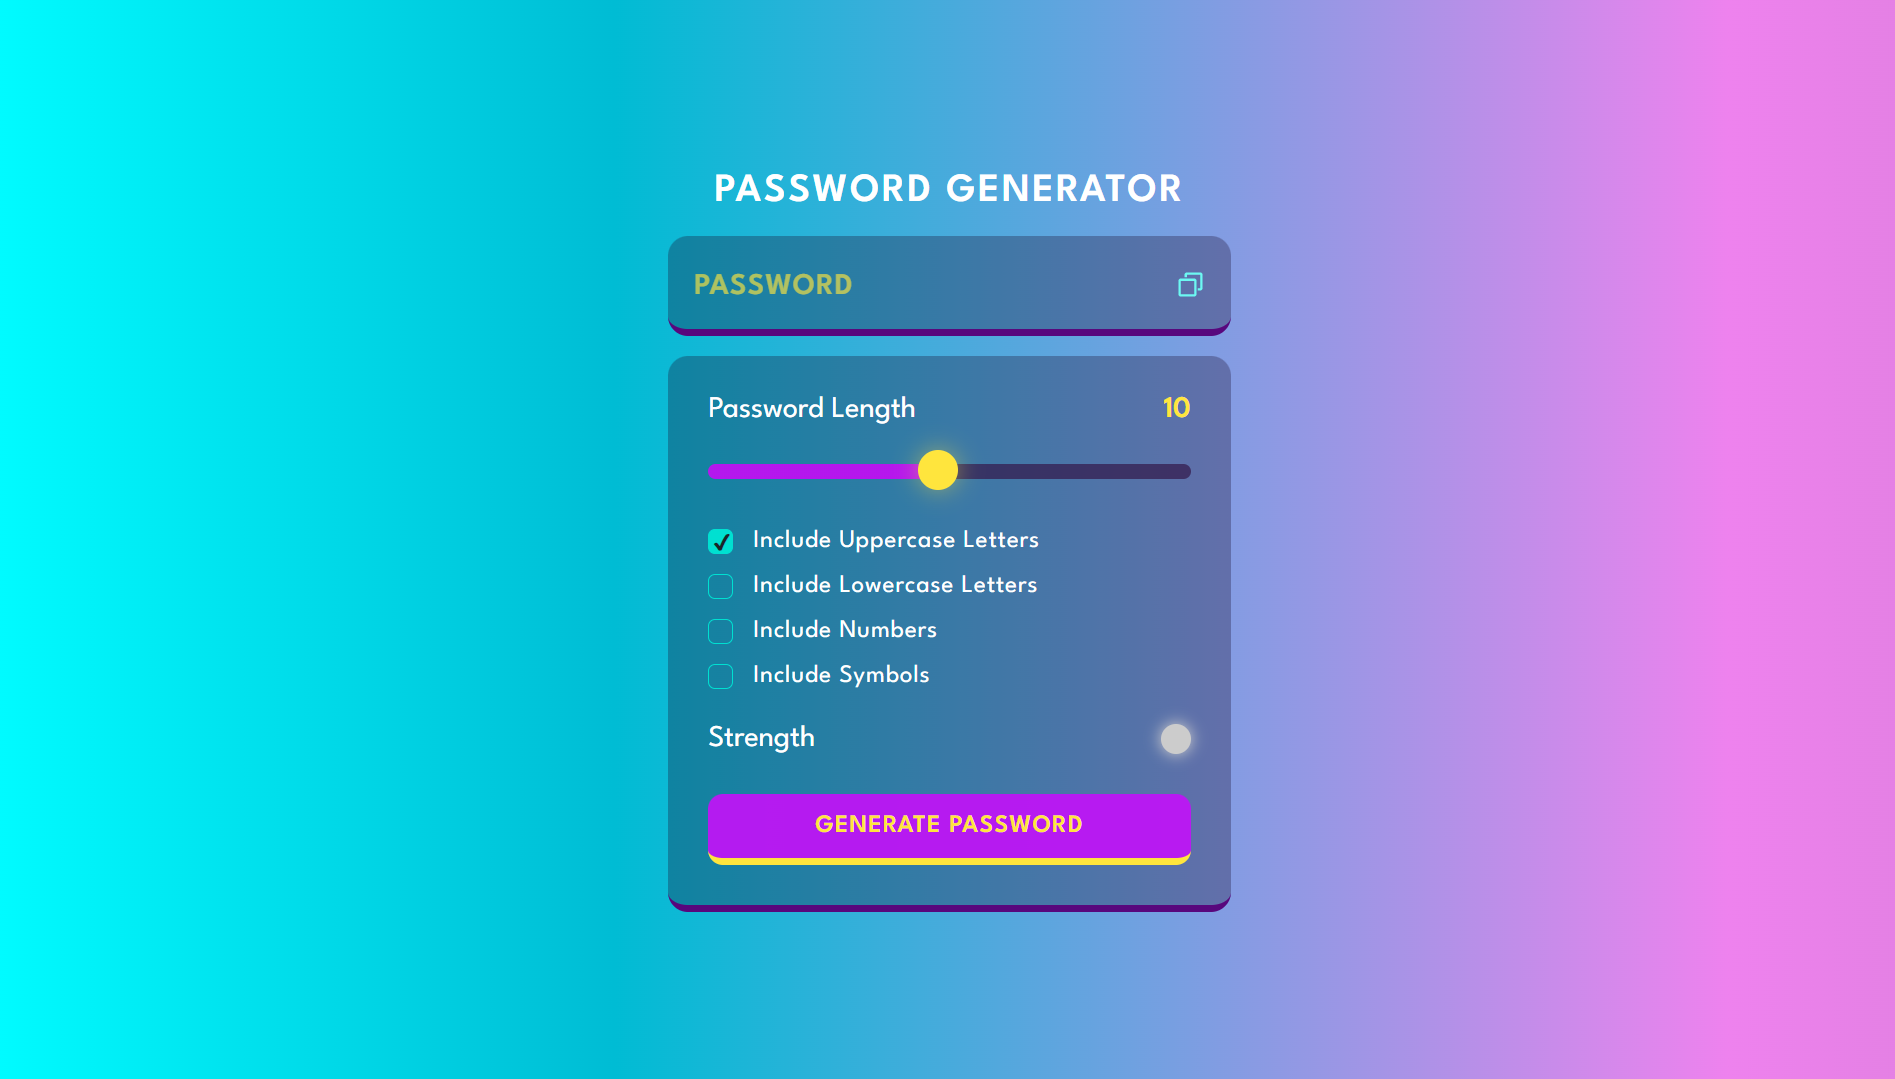 PASSWORD GENERATOR
PASSWORD
Password Length 10
Include Uppercase Letters
Include Lowercase Letters
Include Numbers
Include Symbols
Strength
GENERATE PASSWORD